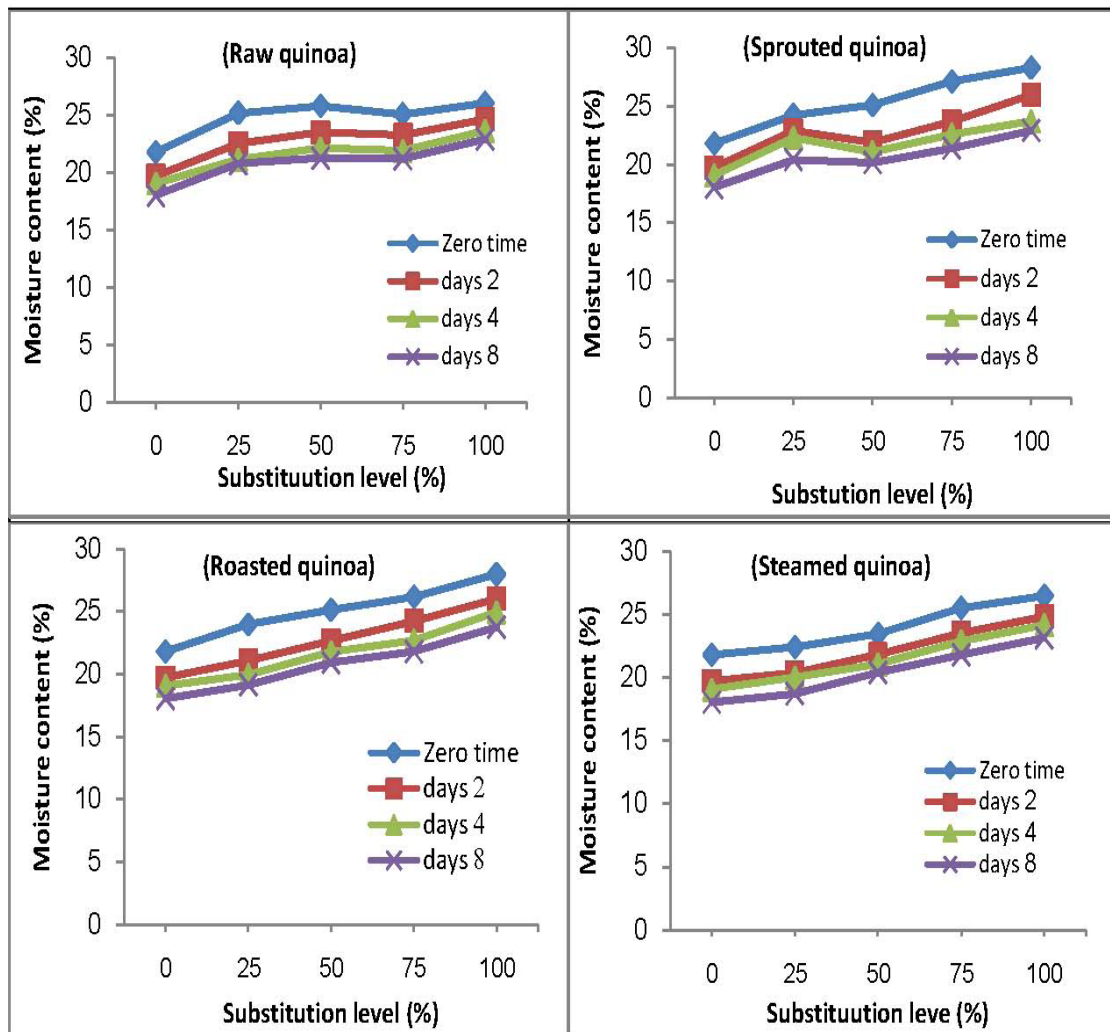 (Raw quinoa)
Moisture content (%)
30
25
20
15
10
5
0
Zero time
days 2
days 4
days 8
0 25 50 75 100
Substituution level (%)
(Sprouted quinoa)
Moisture content (%)
30
25
20
15
10
5
0
Zero time
days 2
days 4
days 8
0 25 50 75 100
Substution level (%)
(Roasted quinoa)
Moisture content (%)
30
25
20
15
10
5
0
Zero time
days 2
days 4
days 8
0 25 50 75 100
Substituution level (%)
(Steamed quinoa)
Moisture content (%)
30
25
20
15
10
5
0
Zero time
days 2
days 4
days 8
0 25 50 75 100
Substituution leve (%)